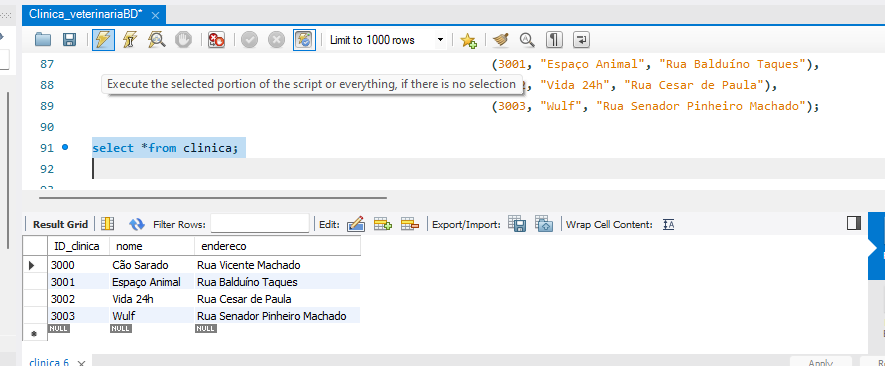 Clinica_veterinariaBD*
Limit to 1000 rows
87 (3001, "Espaço Animal", "Rua Balduíno Taques"),
Execute the selected portion of the script or everything, if there is no selection
88 "Vida 24h", "Rua Cesar de Paula"),
89 (3003, "Wulf", "Rua Senador Pinheiro Machado");
90
91 select *from clinica;
92
Result Grid Filter Rows: Edit: Export/Import: Wrap Cell Content:
ID_clinica nome endereco
3000 Cão Sarado Rua Vicente Machado
3001 Espaço Animal Rua Balduíno Taques
3002 Vida 24h Rua Cesar de Paula
3003 Wulf Rua Senador Pinheiro Machado
NULL NULL NULL
clinica 6 Apply